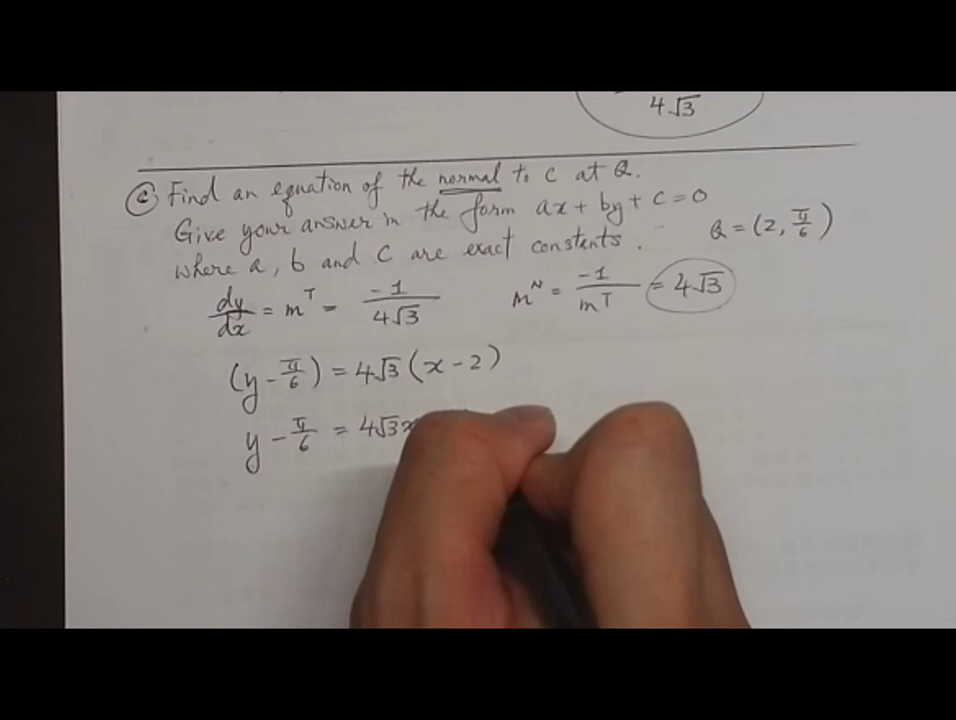 4√3
ⓒ Find an equation of the normal to C at Q.
Give your answer in the form ax + by + c = 0
where a, b and c are exact constants.
Q = (2, π/6)
dy/dx = m^T = -1/(4√3)
m^N = -1/m^T = 4√3
(y - π/6) = 4√3 (x - 2)
y - π/6 = 4√3x